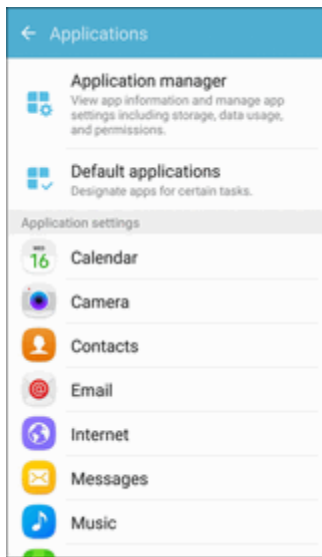 Applications
Application manager
View app information and manage app
settings including storage, data usage,
and permissions.
Default applications
Designate apps for certain tasks.
Application settings
WED
16
Calendar
Camera
Contacts
Email
Internet
Messages
Music